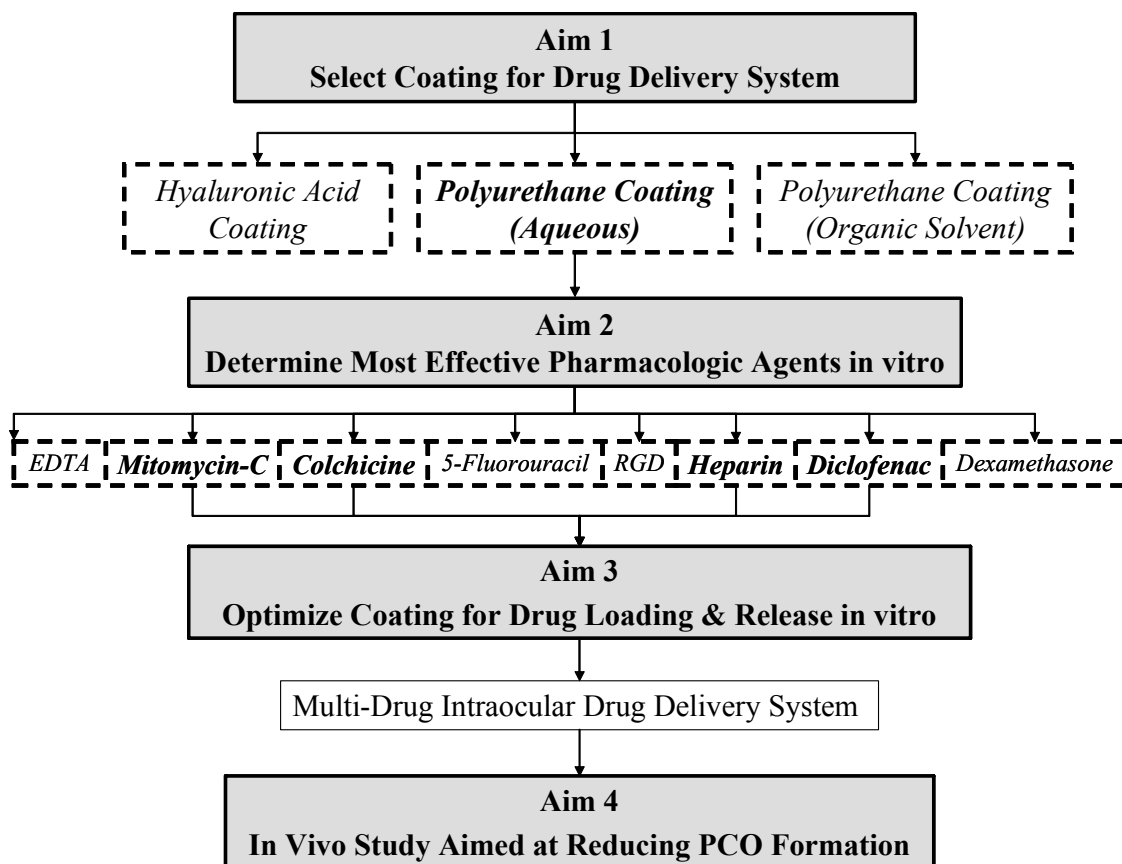 Aim 1
Select Coating for Drug Delivery System
Hyaluronic Acid
Coating
Polyurethane Coating
(Aqueous)
Polyurethane Coating
(Organic Solvent)
Aim 2
Determine Most Effective Pharmacologic Agents in vitro
EDTA
Mitomycin-C
Colchicine
5-Fluorouracil
RGD
Heparin
Diclofenac
Dexamethasone
Aim 3
Optimize Coating for Drug Loading & Release in vitro
Multi-Drug Intraocular Drug Delivery System
Aim 4
In Vivo Study Aimed at Reducing PCO Formation